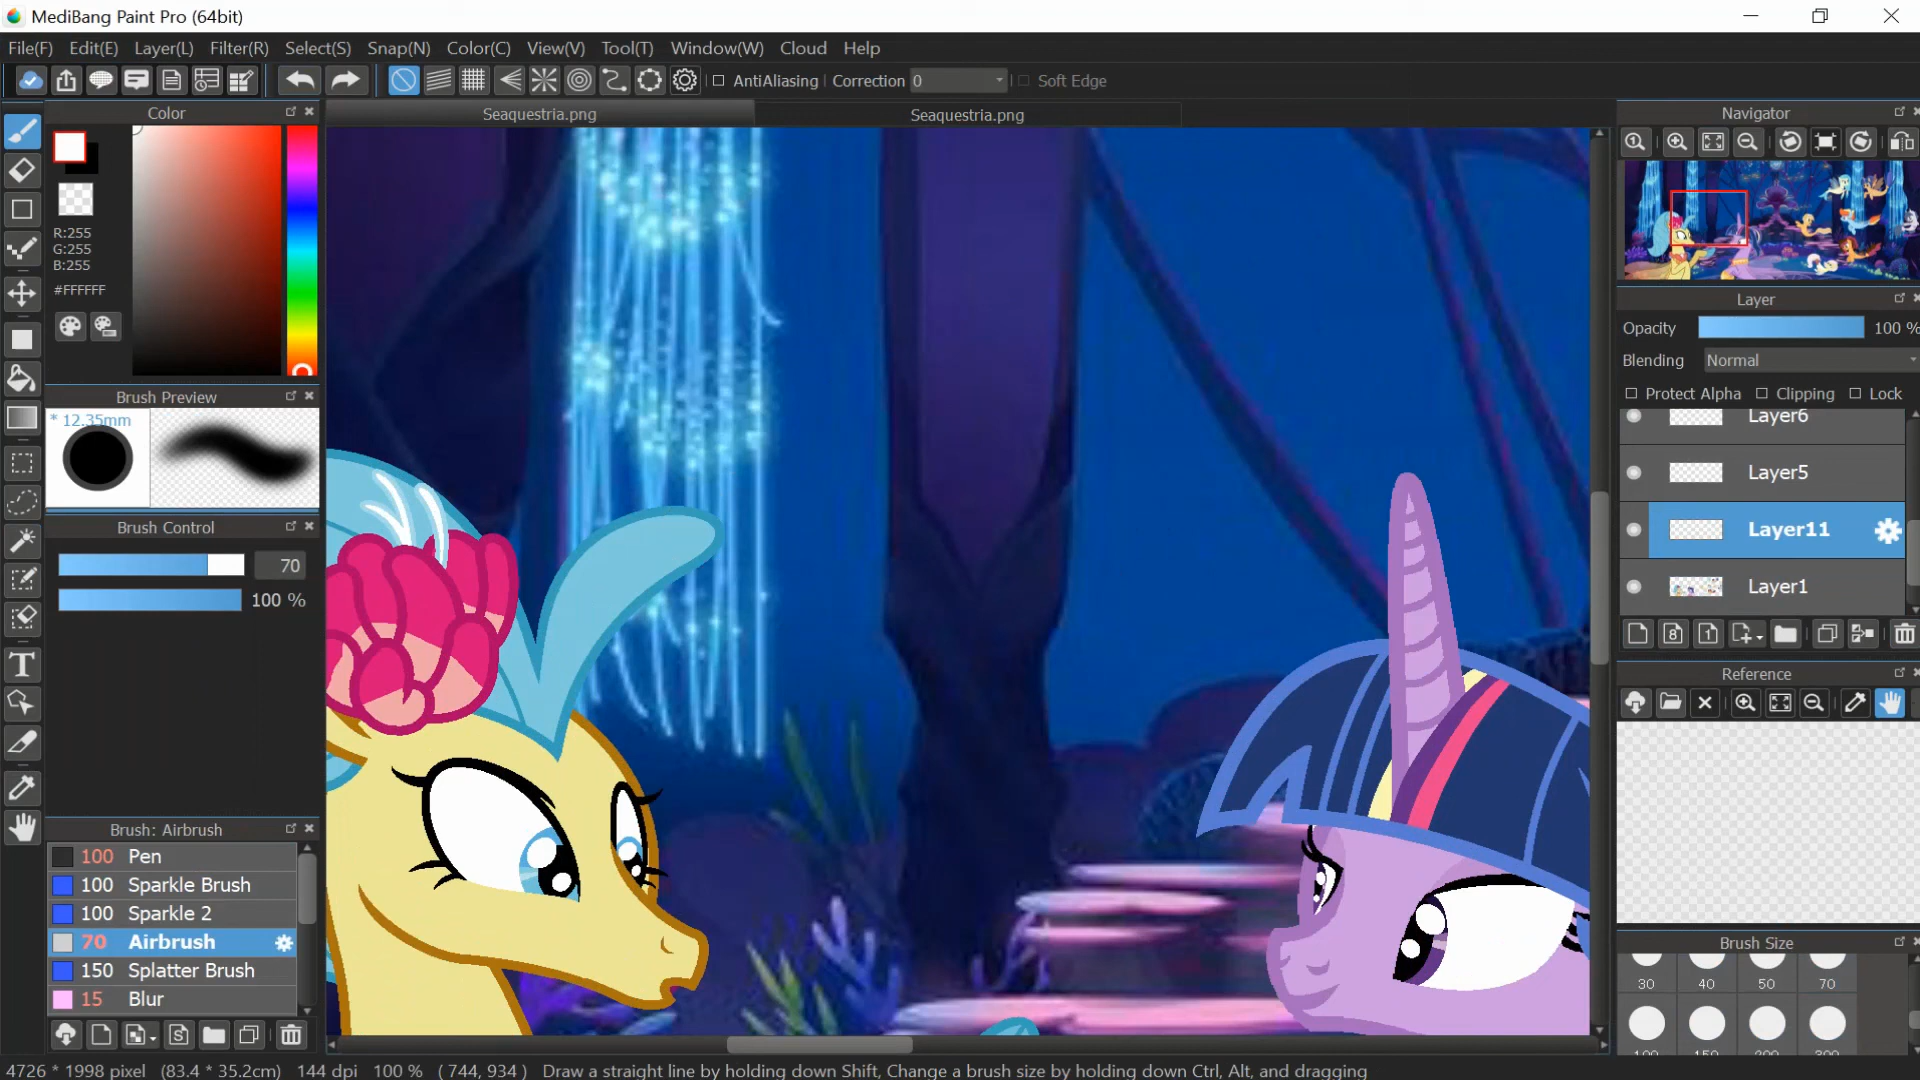 MediBang Paint Pro (64bit)
File(F) Edit(E) Layer(L) Filter(R) Select(S) Snap(N) Color(C) View(V) Tool(T) Window(W) Cloud Help
AntiAliasing Correction 0 Soft Edge
Color
Seaquestria.png
Seaquestria.png
Navigator
R:255
G:255
B:255
#FFFFFF
Layer
Opacity 100 %
Blending Normal
Protect Alpha Clipping Lock
Layer6
Layer5
Layer11
Layer1
Brush Preview
* 12.35mm
Brush Control
70
100 %
Reference
Brush: Airbrush
100 Pen
100 Sparkle Brush
100 Sparkle 2
70 Airbrush
150 Splatter Brush
15 Blur
Brush Size
30 40 50 70
4726 * 1998 pixel (83.4 * 35.2cm) 144 dpi 100 % ( 744, 934 ) Draw a straight line by holding down Shift, Change a brush size by holding down Ctrl, Alt, and dragging